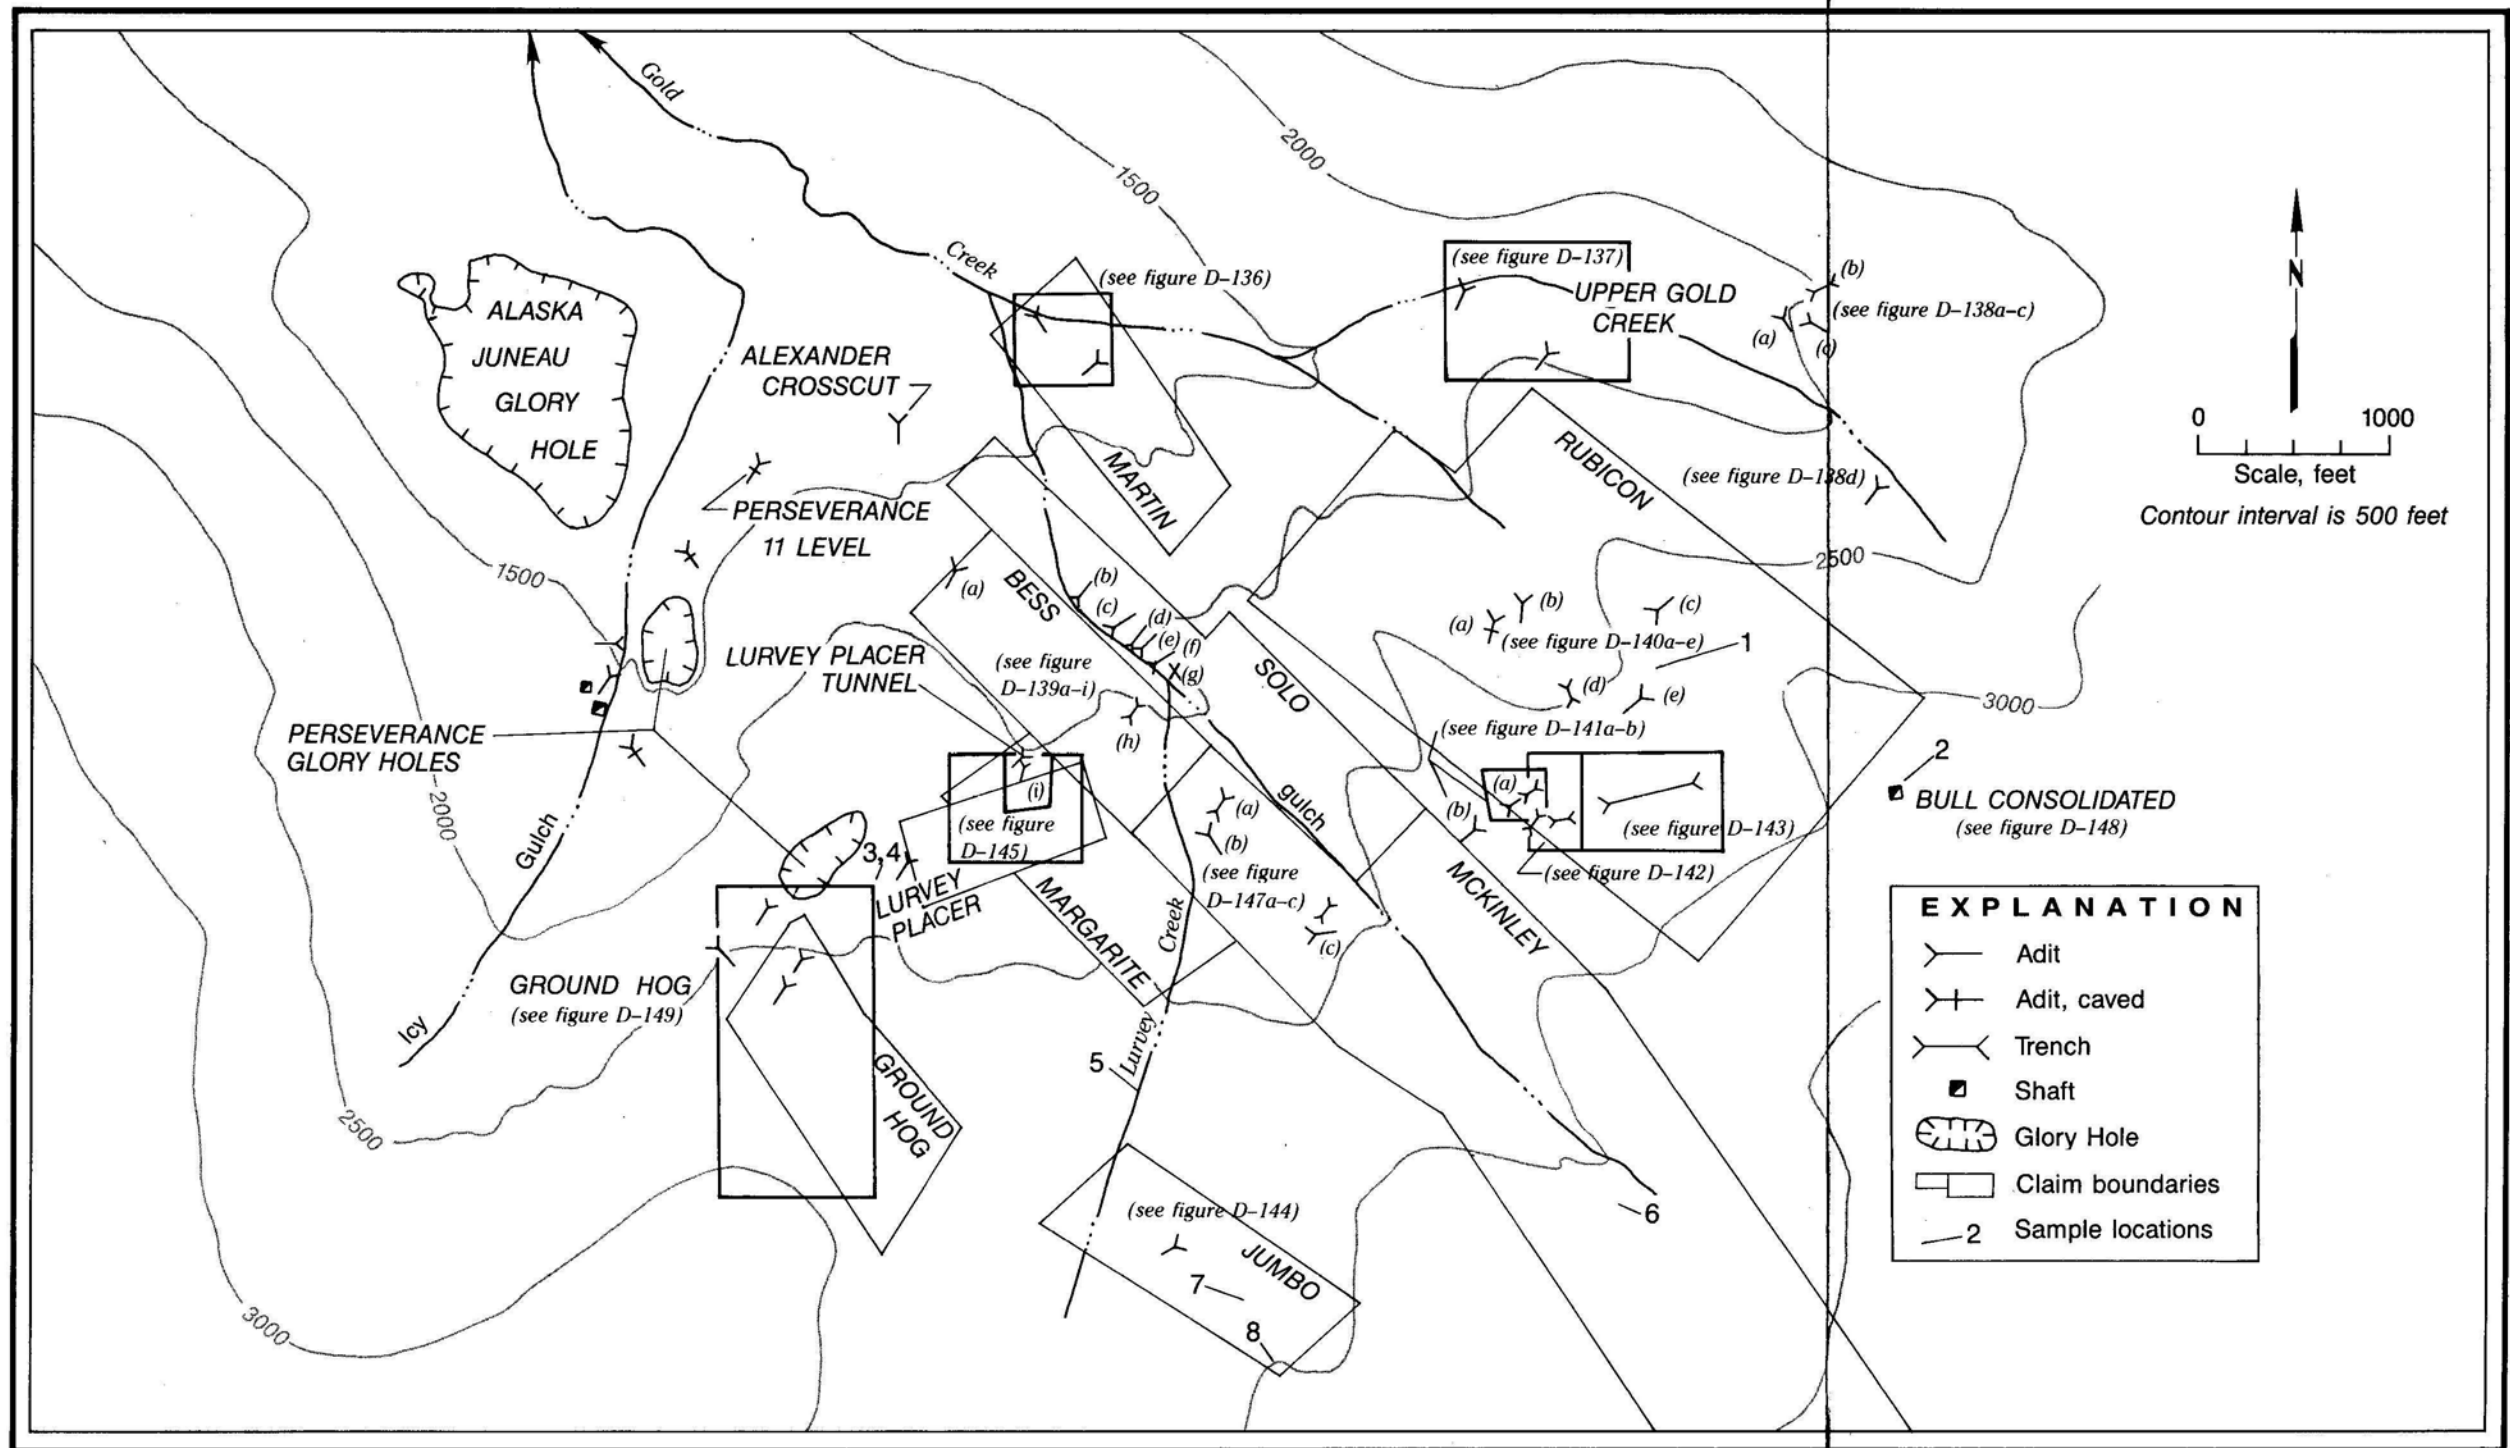 Gold
2000
1500
Creek
(see figure D-136)
(see figure D-137)
UPPER GOLD
CREEK
(b)
(see figure D-138a-c)
(a)
(c)
N
0 1000
Scale, feet
Contour interval is 500 feet
ALASKA
JUNEAU
GLORY
HOLE
ALEXANDER
CROSSCUT
PERSEVERANCE
11 LEVEL
MARTIN
RUBICON
(see figure D-138d)
2500
1500
(a)
BESS
(b)
(c)
(d)
(e)
(f)
(g)
(a)
(b)
(c)
(see figure D-140a-e)
1
(d)
(e)
LURVEY PLACER
TUNNEL
(see figure
D-139a-i)
(h)
SOLO
3000
PERSEVERANCE
GLORY HOLES
(see figure D-141a-b)
(a)
(b)
2
BULL CONSOLIDATED
(see figure D-148)
2000
(i)
(see figure
D-145)
(a)
(b)
gulch
(see figure D-143)
(see figure D-142)
Gulch
3,4
LURVEY
PLACER
MARGARITE
(see figure
D-147a-c)
(c)
Creek
MCKINLEY
GROUND HOG
(see figure D-149)
Icy
Lurvey
5
GROUND
HOG
2500
EXPLANATION
Adit
Adit, caved
Trench
Shaft
Glory Hole
Claim boundaries
2 Sample locations
6
(see figure D-144)
JUMBO
7
8
3000